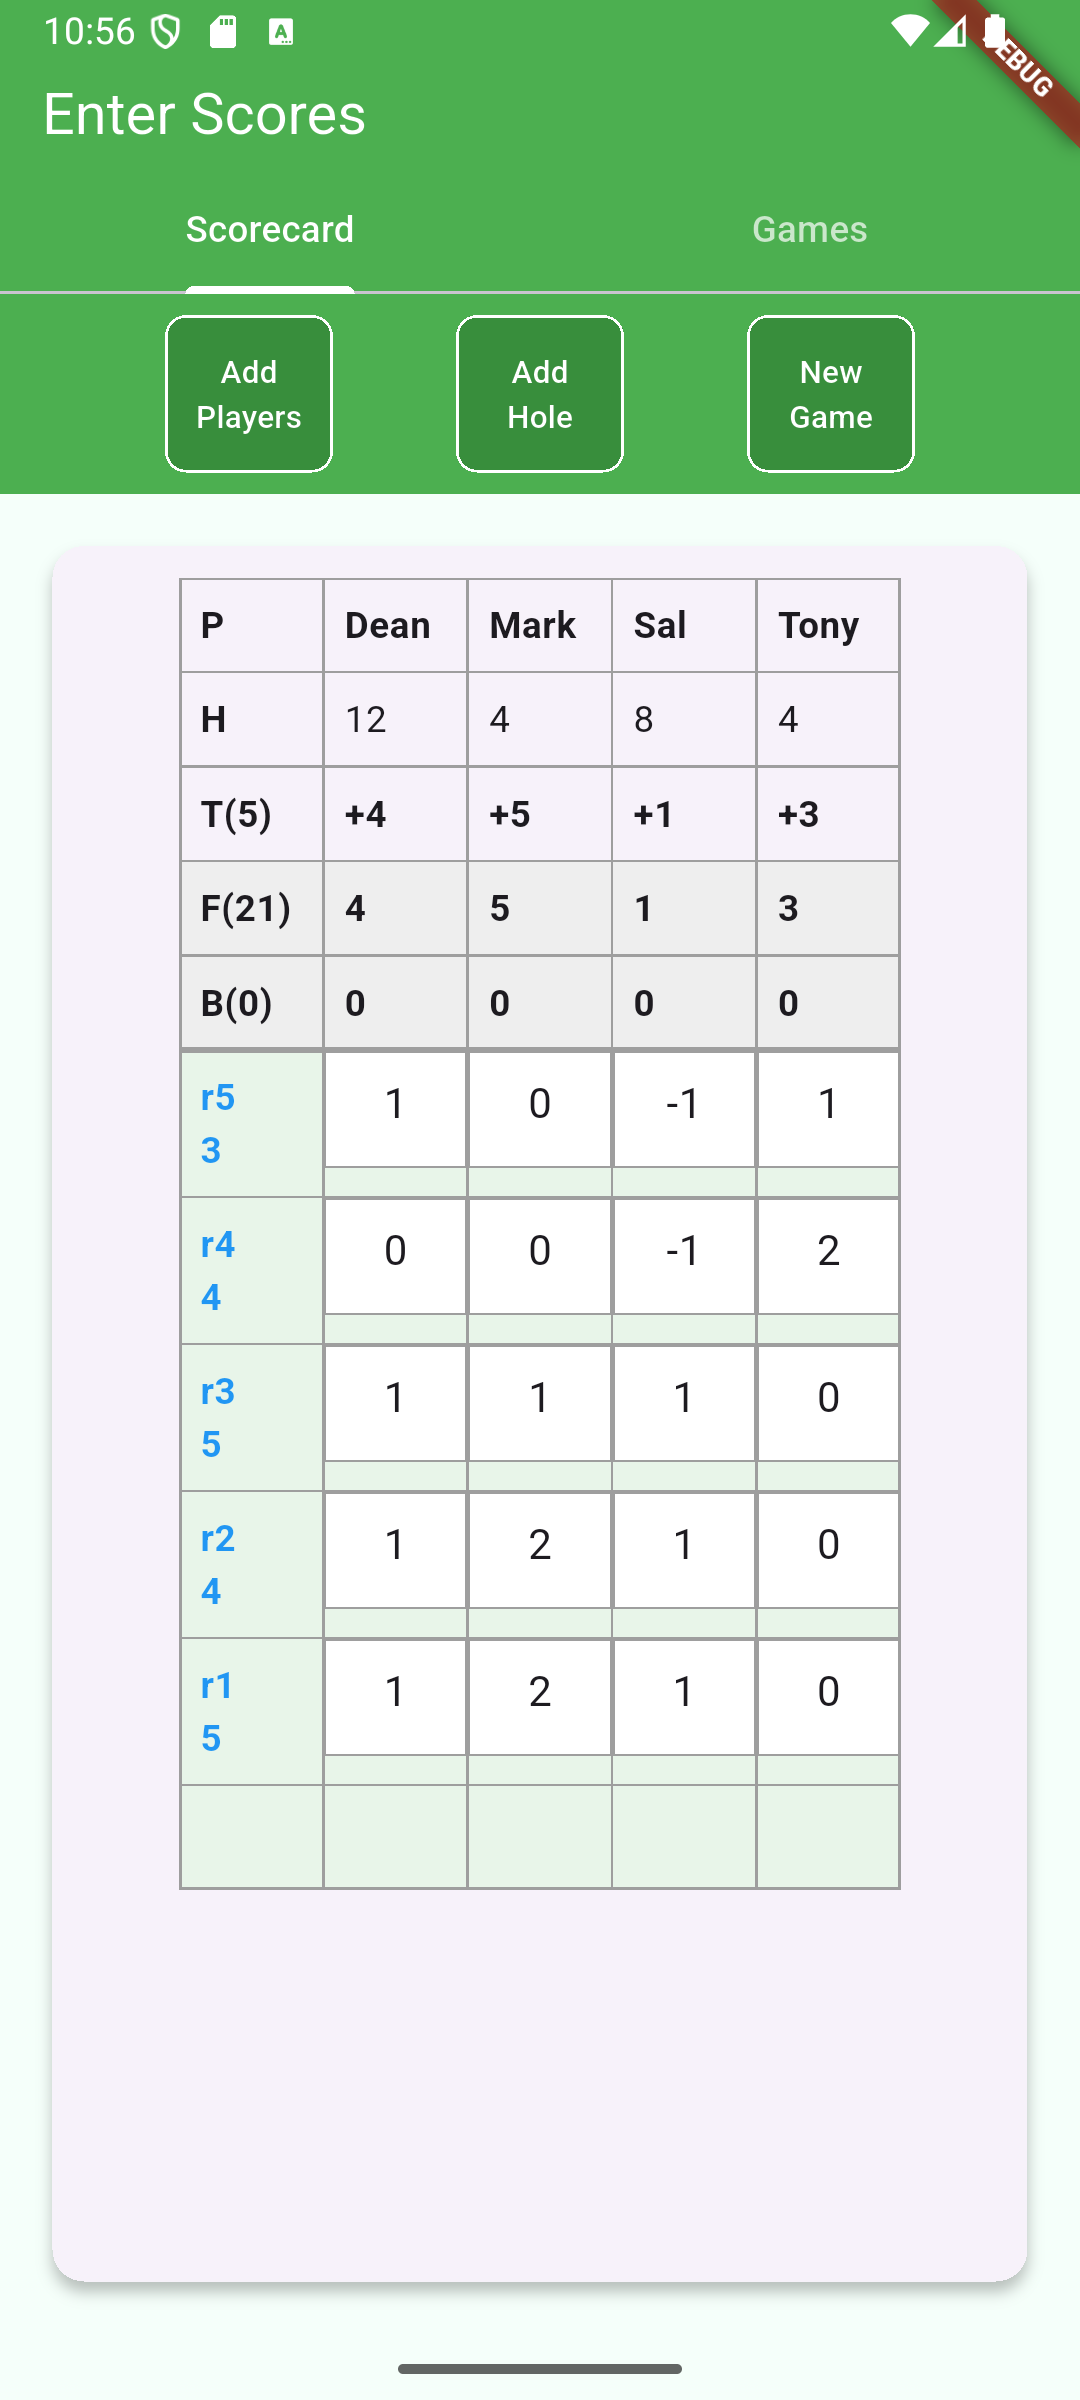 10:56
DEBUG
Enter Scores
Scorecard Games
Add Players Add Hole New Game
P Dean Mark Sal Tony
H 12 4 8 4
T(5) +4 +5 +1 +3
F(21) 4 5 1 3
B(0) 0 0 0 0
r5 1 0 -1 1
3
r4 0 0 -1 2
4
r3 1 1 1 0
5
r2 1 2 1 0
4
r1 1 2 1 0
5